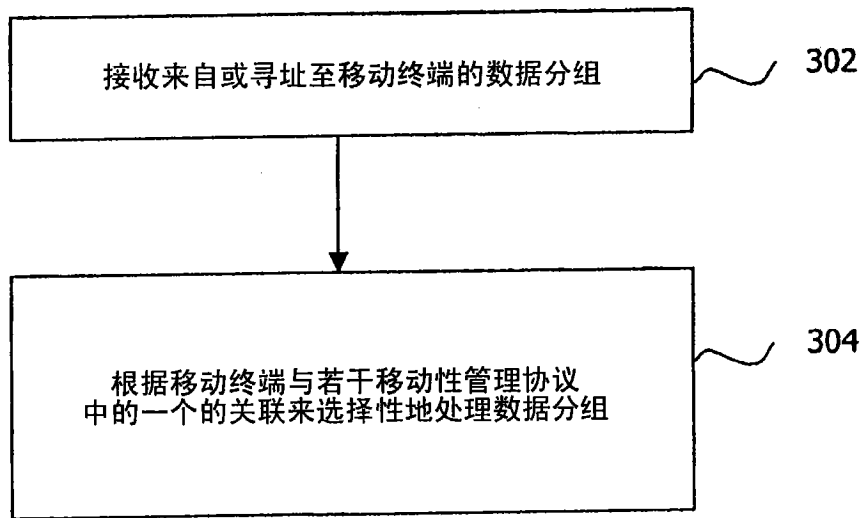 接收来自或寻址至移动终端的数据分组
302
根据移动终端与若干移动性管理协议
中的一个的关联来选择性地处理数据分组
304